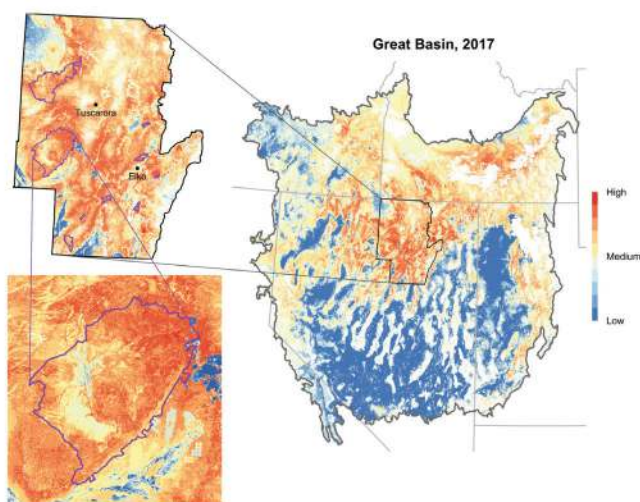 Great Basin, 2017
Tuscarora
Elko
High
Medium
Low